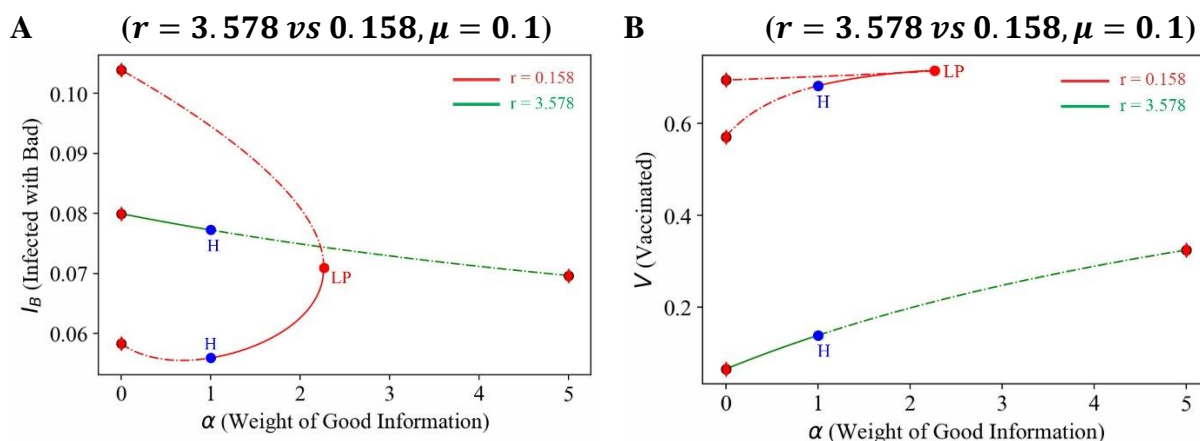 A (r = 3.578 vs 0.158, μ = 0.1)
I_B (Infected with Bad)
0.10
0.09
0.08
0.07
0.06
r = 0.158
r = 3.578
H
LP
H
0 1 2 3 4 5
α (Weight of Good Information)
B (r = 3.578 vs 0.158, μ = 0.1)
V (Vaccinated)
0.6
0.4
0.2
LP
r = 0.158
r = 3.578
H
H
0 1 2 3 4 5
α (Weight of Good Information)